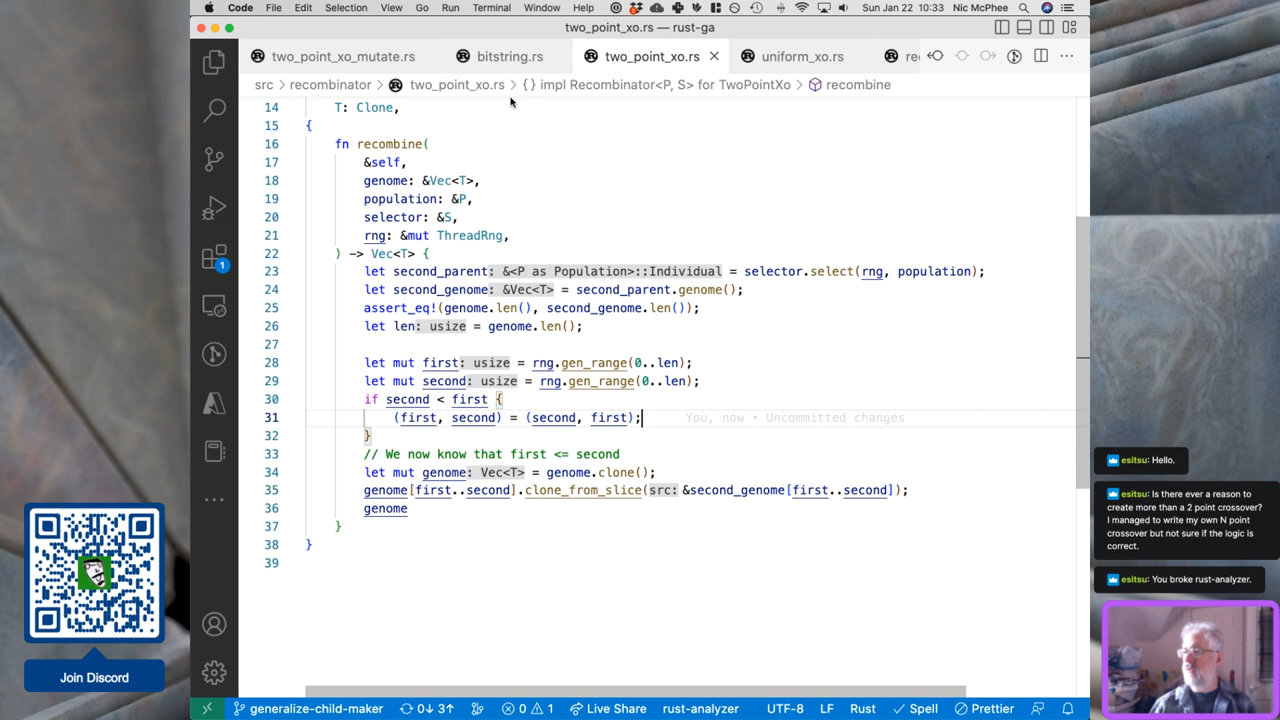 Code File Edit Selection View Go Run Terminal Window Help Sun Jan 22 10:33 Nic McPhee
two_point_xo.rs — rust-ga
two_point_xo_mutate.rs bitstring.rs two_point_xo.rs uniform_xo.rs re
src > recombinator > two_point_xo.rs > {} impl Recombinator<P, S> for TwoPointXo > recombine
14 T: Clone,
15 {
16 fn recombine(
17 &self,
18 genome: &Vec<T>,
19 population: &P,
20 selector: &S,
21 rng: &mut ThreadRng,
22 ) -> Vec<T> {
23 let second_parent: &<P as Population>::Individual = selector.select(rng, population);
24 let second_genome: &Vec<T> = second_parent.genome();
25 assert_eq!(genome.len(), second_genome.len());
26 let len: usize = genome.len();
27
28 let mut first: usize = rng.gen_range(0..len);
29 let mut second: usize = rng.gen_range(0..len);
30 if second < first {
31 (first, second) = (second, first); You, now • Uncommitted changes
32 }
33 // We now know that first <= second
34 let mut genome: Vec<T> = genome.clone();
35 genome[first..second].clone_from_slice(src: &second_genome[first..second]);
36 genome
37 }
38 }
39
1
esitsu: Hello.
esitsu: Is there ever a reason to
create more than a 2 point crossover?
I managed to write my own N point
crossover but not sure if the logic is
correct.
esitsu: You broke rust-analyzer.
Join Discord
generalize-child-maker 0↓ 3↑ 0 1 Live Share rust-analyzer UTF-8 LF Rust Spell Prettier